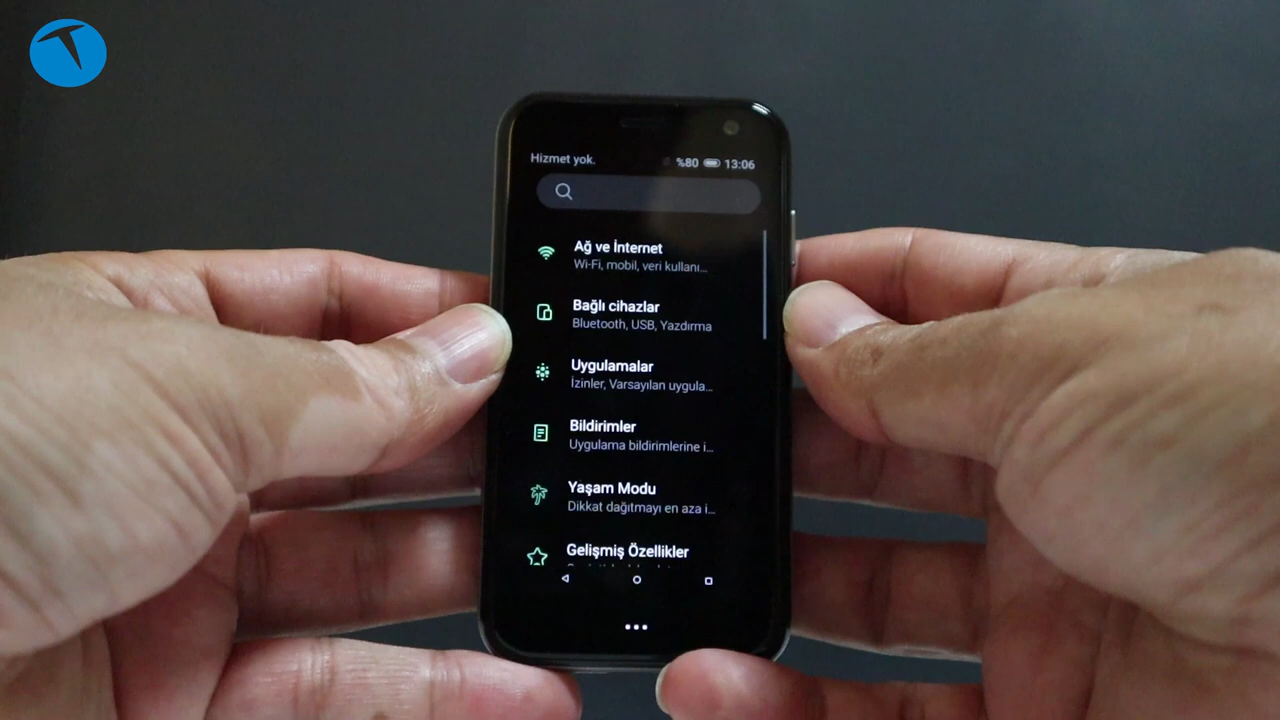 Hizmet yok.
%80 13:06
Ağ ve İnternet
Wi-Fi, mobil, veri kullanı...
Bağlı cihazlar
Bluetooth, USB, Yazdırma
Uygulamalar
İzinler, Varsayılan uygula...
Bildirimler
Uygulama bildirimlerine i...
Yaşam Modu
Dikkat dağıtmayı en aza i...
Gelişmiş Özellikler